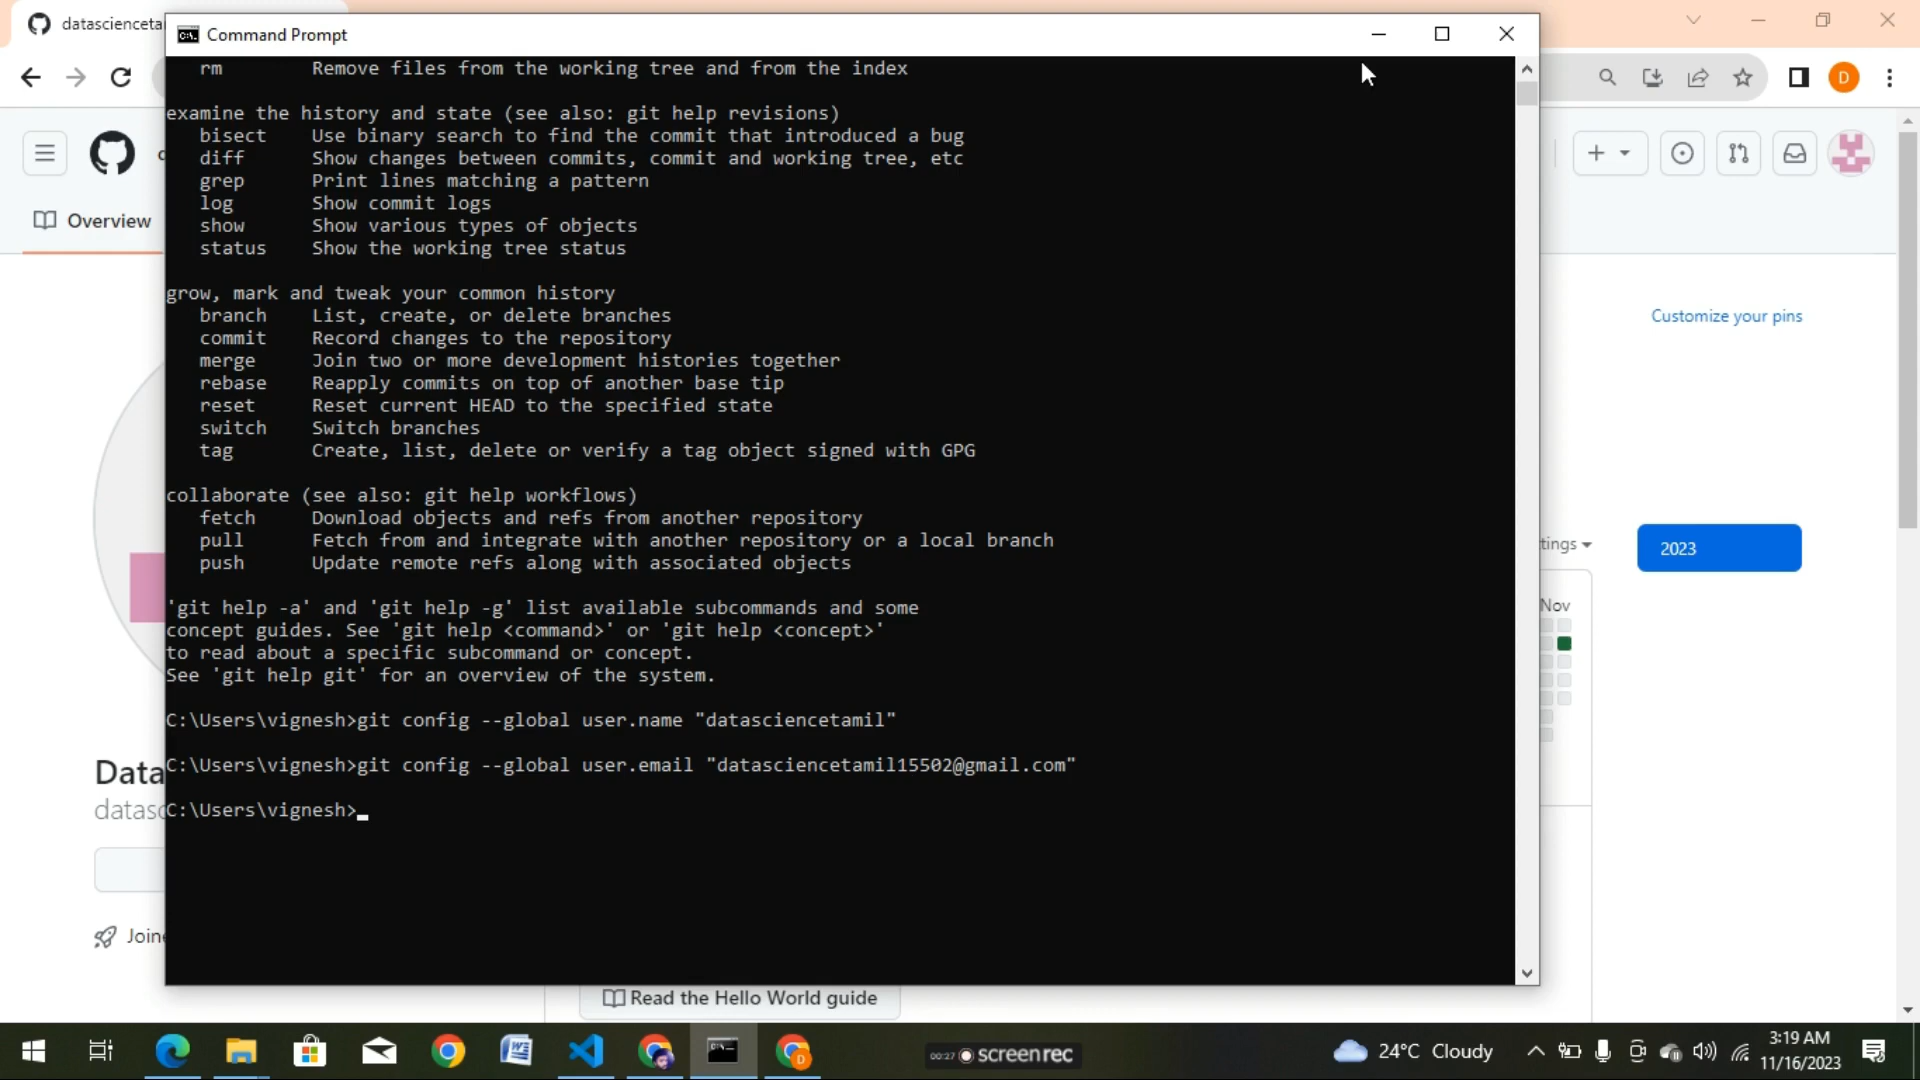 datascienceta
Command Prompt
D
rm Remove files from the working tree and from the index
examine the history and state (see also: git help revisions)
bisect Use binary search to find the commit that introduced a bug
diff Show changes between commits, commit and working tree, etc
grep Print lines matching a pattern
log Show commit logs
show Show various types of objects
status Show the working tree status
grow, mark and tweak your common history
branch List, create, or delete branches
commit Record changes to the repository
merge Join two or more development histories together
rebase Reapply commits on top of another base tip
reset Reset current HEAD to the specified state
switch Switch branches
tag Create, list, delete or verify a tag object signed with GPG
collaborate (see also: git help workflows)
fetch Download objects and refs from another repository
pull Fetch from and integrate with another repository or a local branch
push Update remote refs along with associated objects
'git help -a' and 'git help -g' list available subcommands and some
concept guides. See 'git help <command>' or 'git help <concept>'
to read about a specific subcommand or concept.
See 'git help git' for an overview of the system.
C:\Users\vignesh>git config --global user.name "datasciencetamil"
C:\Users\vignesh>git config --global user.email "datasciencetamil15502@gmail.com"
C:\Users\vignesh>
Overview
Customize your pins
tings
2023
Nov
Data
datasc
Joine
Read the Hello World guide
00:27 screenrec
24°C Cloudy
3:19 AM
11/16/2023